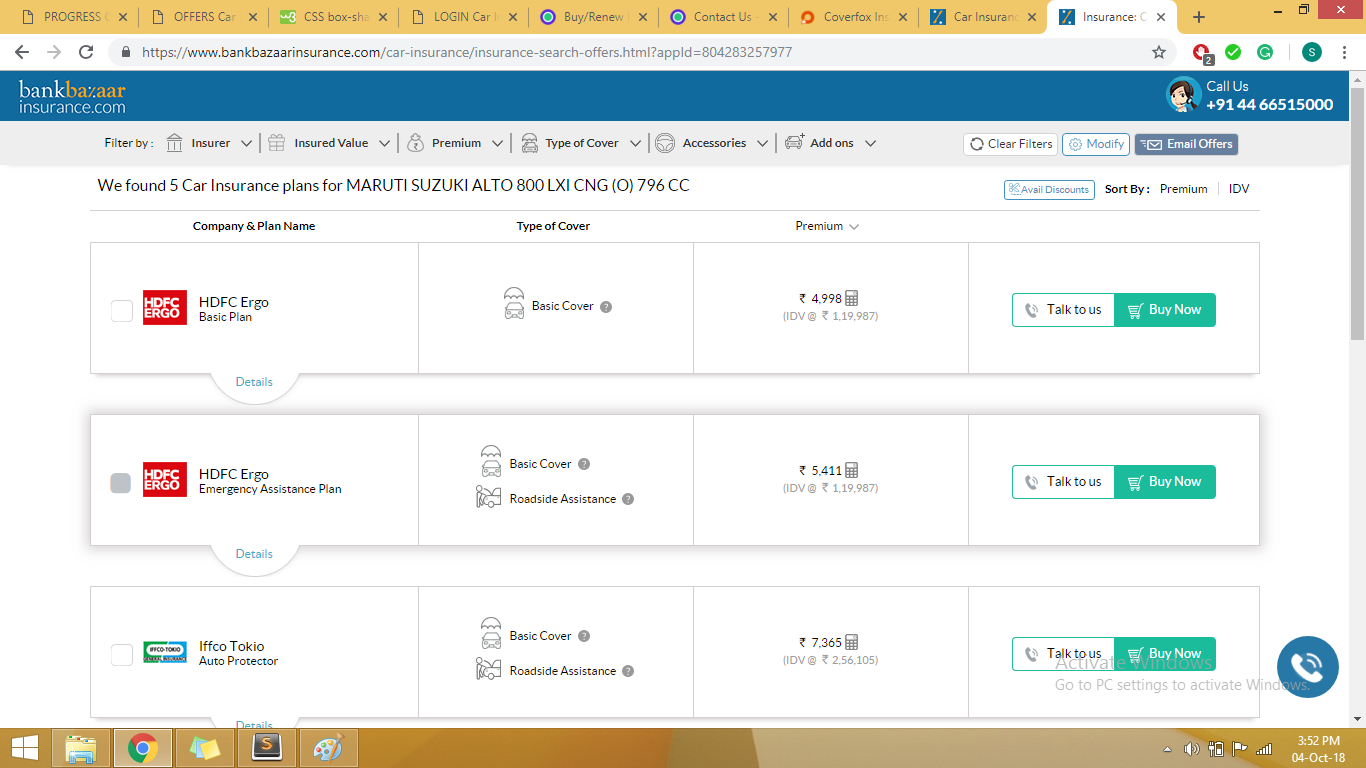 PROGRESS C
OFFERS Car
CSS box-sha
LOGIN Car I
Buy/Renew
Contact Us -
Coverfox Ins
Car Insuranc
Insurance: C
https://www.bankbazaarinsurance.com/car-insurance/insurance-search-offers.html?appId=804283257977
2
S
bankbazaar
insurance.com
Call Us
+91 44 66515000
Filter by : Insurer Insured Value Premium Type of Cover Accessories Add ons Clear Filters Modify Email Offers
We found 5 Car Insurance plans for MARUTI SUZUKI ALTO 800 LXI CNG (O) 796 CC
Avail Discounts Sort By : Premium IDV
Company & Plan Name Type of Cover Premium
HDFC ERGO
HDFC Ergo
Basic Plan
Basic Cover ?
₹ 4,998
(IDV @ ₹ 1,19,987)
Talk to us Buy Now
Details
HDFC ERGO
HDFC Ergo
Emergency Assistance Plan
Basic Cover ?
Roadside Assistance ?
₹ 5,411
(IDV @ ₹ 1,19,987)
Talk to us Buy Now
Details
IFFCO-TOKIO
GENERAL INSURANCE
Iffco Tokio
Auto Protector
Basic Cover ?
Roadside Assistance ?
₹ 7,365
(IDV @ ₹ 2,56,105)
Talk to us Buy Now
Activate Windows
Go to PC settings to activate Windows.
Details
3:52 PM
04-Oct-18